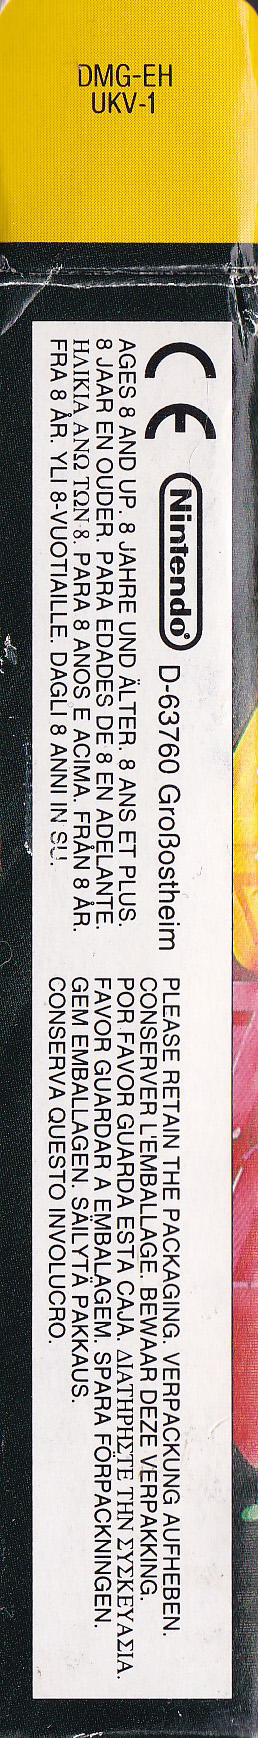 DMG-EH
UKV-1
CE Nintendo® D-63760 Großostheim
AGES 8 AND UP. 8 JAHRE UND ÄLTER. 8 ANS ET PLUS.
8 JAAR EN OUDER. PARA EDADES DE 8 EN ADELANTE.
ΗΛΙΚΙΑ ΑΝΩ ΤΩΝ 8. PARA 8 ANOS E ACIMA. FRÅN 8 ÅR.
FRA 8 ÅR. YLI 8-VUOTIAILLE. DAGLI 8 ANNI IN SU.
PLEASE RETAIN THE PACKAGING. VERPACKUNG AUFHEBEN.
CONSERVER L'EMBALLAGE. BEWAAR DEZE VERPAKKING.
POR FAVOR GUARDA ESTA CAJA. ΔΙΑΤΗΡΗΣΤΕ ΤΗΝ ΣΥΣΚΕΥΑΣΙΑ.
FAVOR GUARDAR A EMBALAGEM. SPARA FÖRPACKNINGEN.
GEM EMBALLAGEN. SÄILYTÄ PAKKAUS.
CONSERVA QUESTO INVOLUCRO.